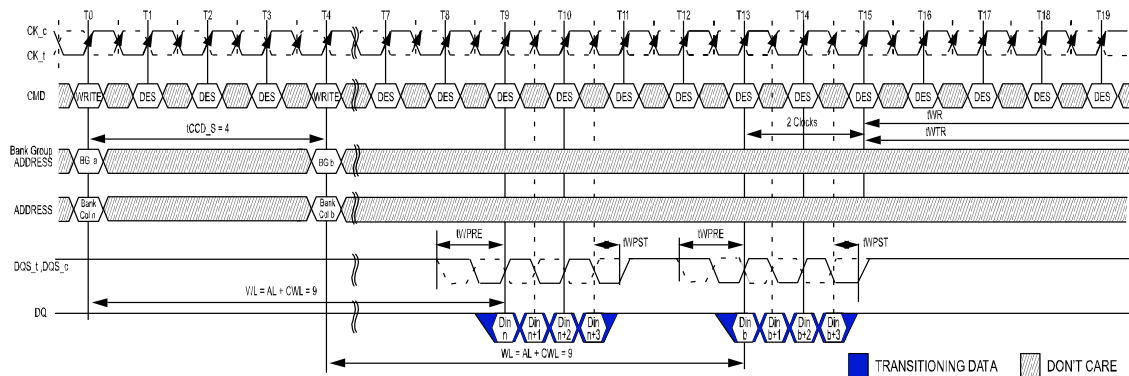 T0 T1 T2 T3 T4 T7 T8 T9 T10 T11 T12 T13 T14 T15 T16 T17 T18 T19
CK_c
CK_t
CMD WRITE DES DES DES WRITE DES DES DES DES DES DES DES DES DES DES DES DES DES
tCCD_S = 4 2 Clocks tWR
tWTR
Bank Group
ADDRESS BG a BG b
ADDRESS Bank Col n Bank Col b
tWPRE tWPST tWPRE tWPST
DQS_t ,DQS_c
WL = AL + CWL = 9
DQ Din n Din n+1 Din n+2 Din n+3 Din b Din b+1 Din b+2 Din b+3
WL = AL + CWL = 9
TRANSITIONING DATA DON'T CARE